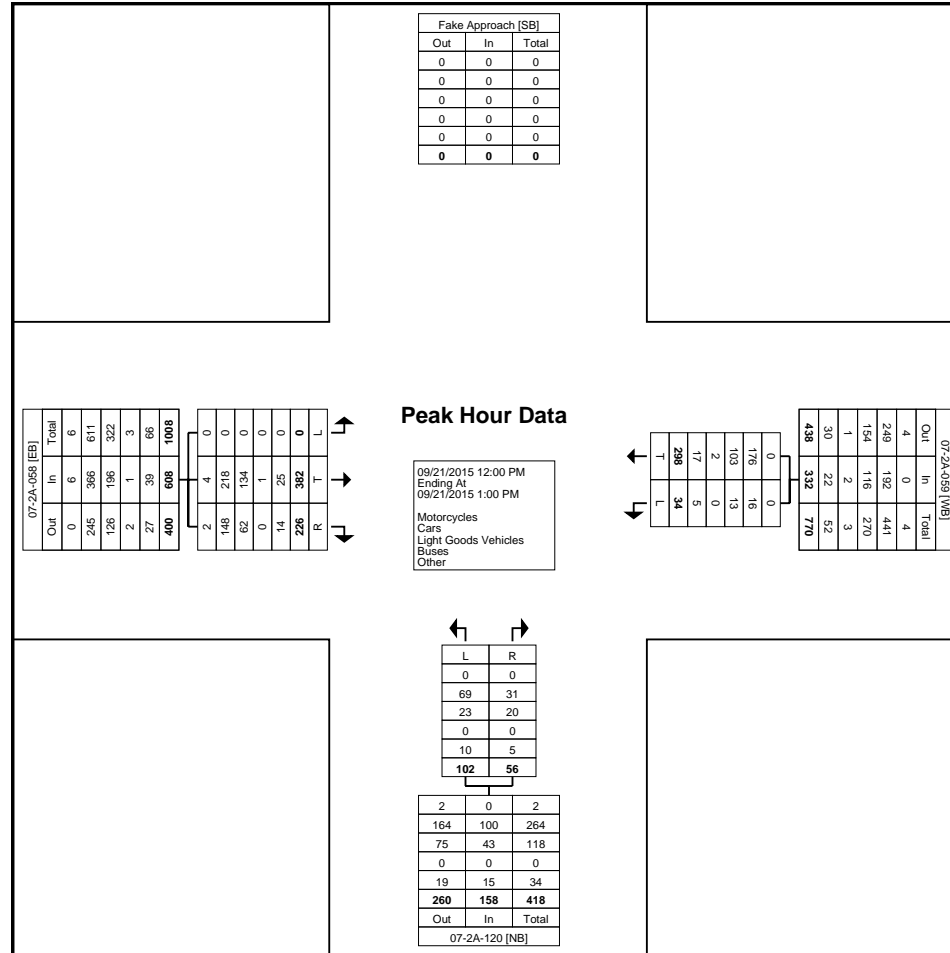 Fake Approach [SB]
Out In Total
0 0 0
0 0 0
0 0 0
0 0 0
0 0 0
0 0 0
Peak Hour Data
09/21/2015 12:00 PM
Ending At
09/21/2015 1:00 PM
Motorcycles
Cars
Light Goods Vehicles
Buses
Other
07-2A-058 [EB]
Total 6 611 322 3 66 1008
In 6 366 196 1 39 608
Out 0 245 126 2 27 400
0 0 0 0 0 0 L
4 218 134 1 25 382 T
2 148 62 0 14 226 R
T 298 17 2 103 176 0
L 34 5 0 13 16 0
438 30 1 154 249 4 Out
332 22 2 116 192 0 In
770 52 3 270 441 4 Total
07-2A-059 [WB]
L R
0 0
69 31
23 20
0 0
10 5
102 56
2 0 2
164 100 264
75 43 118
0 0 0
19 15 34
260 158 418
Out In Total
07-2A-120 [NB]